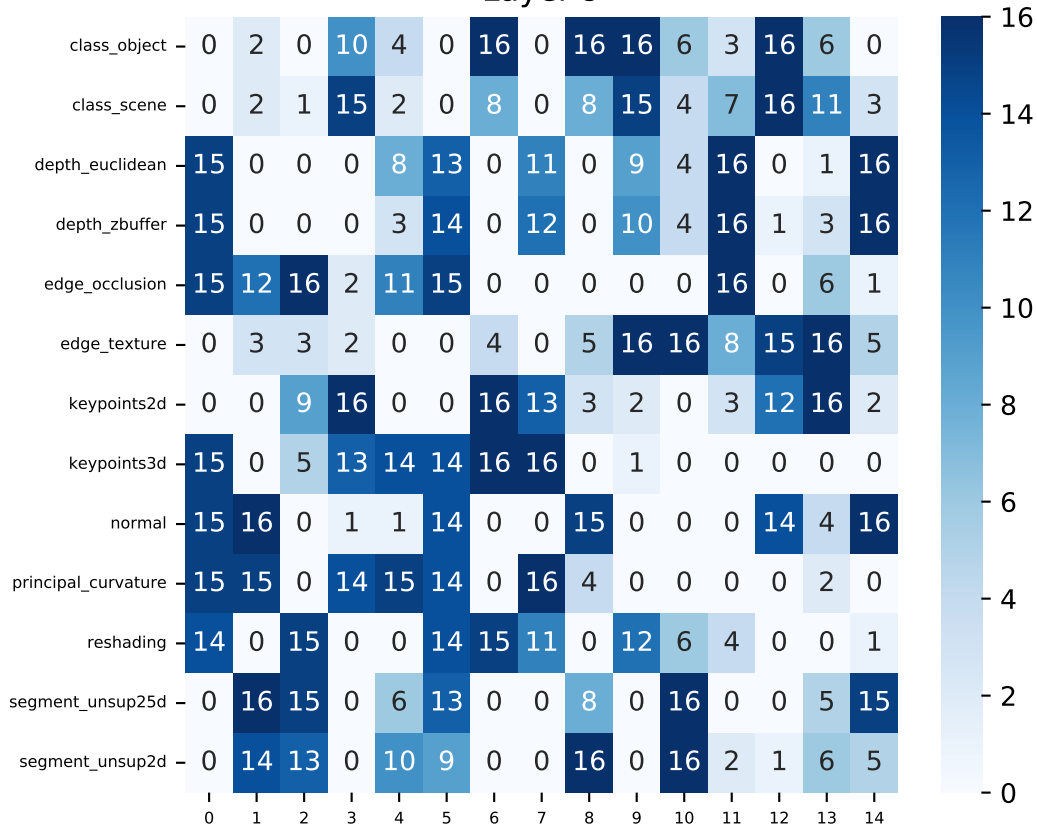 class_object 0 2 0 10 4 0 16 0 16 16 6 3 16 6 0
class_scene 0 2 1 15 2 0 8 0 8 15 4 7 16 11 3
depth_euclidean 15 0 0 0 8 13 0 11 0 9 4 16 0 1 16
depth_zbuffer 15 0 0 0 3 14 0 12 0 10 4 16 1 3 16
edge_occlusion 15 12 16 2 11 15 0 0 0 0 0 16 0 6 1
edge_texture 0 3 3 2 0 0 4 0 5 16 16 8 15 16 5
keypoints2d 0 0 9 16 0 0 16 13 3 2 0 3 12 16 2
keypoints3d 15 0 5 13 14 14 16 16 0 1 0 0 0 0 0
normal 15 16 0 1 1 14 0 0 15 0 0 0 14 4 16
principal_curvature 15 15 0 14 15 14 0 16 4 0 0 0 0 2 0
reshading 14 0 15 0 0 14 15 11 0 12 6 4 0 0 1
segment_unsup25d 0 16 15 0 6 13 0 0 8 0 16 0 0 5 15
segment_unsup2d 0 14 13 0 10 9 0 0 16 0 16 2 1 6 5
0 1 2 3 4 5 6 7 8 9 10 11 12 13 14
16
14
12
10
8
6
4
2
0